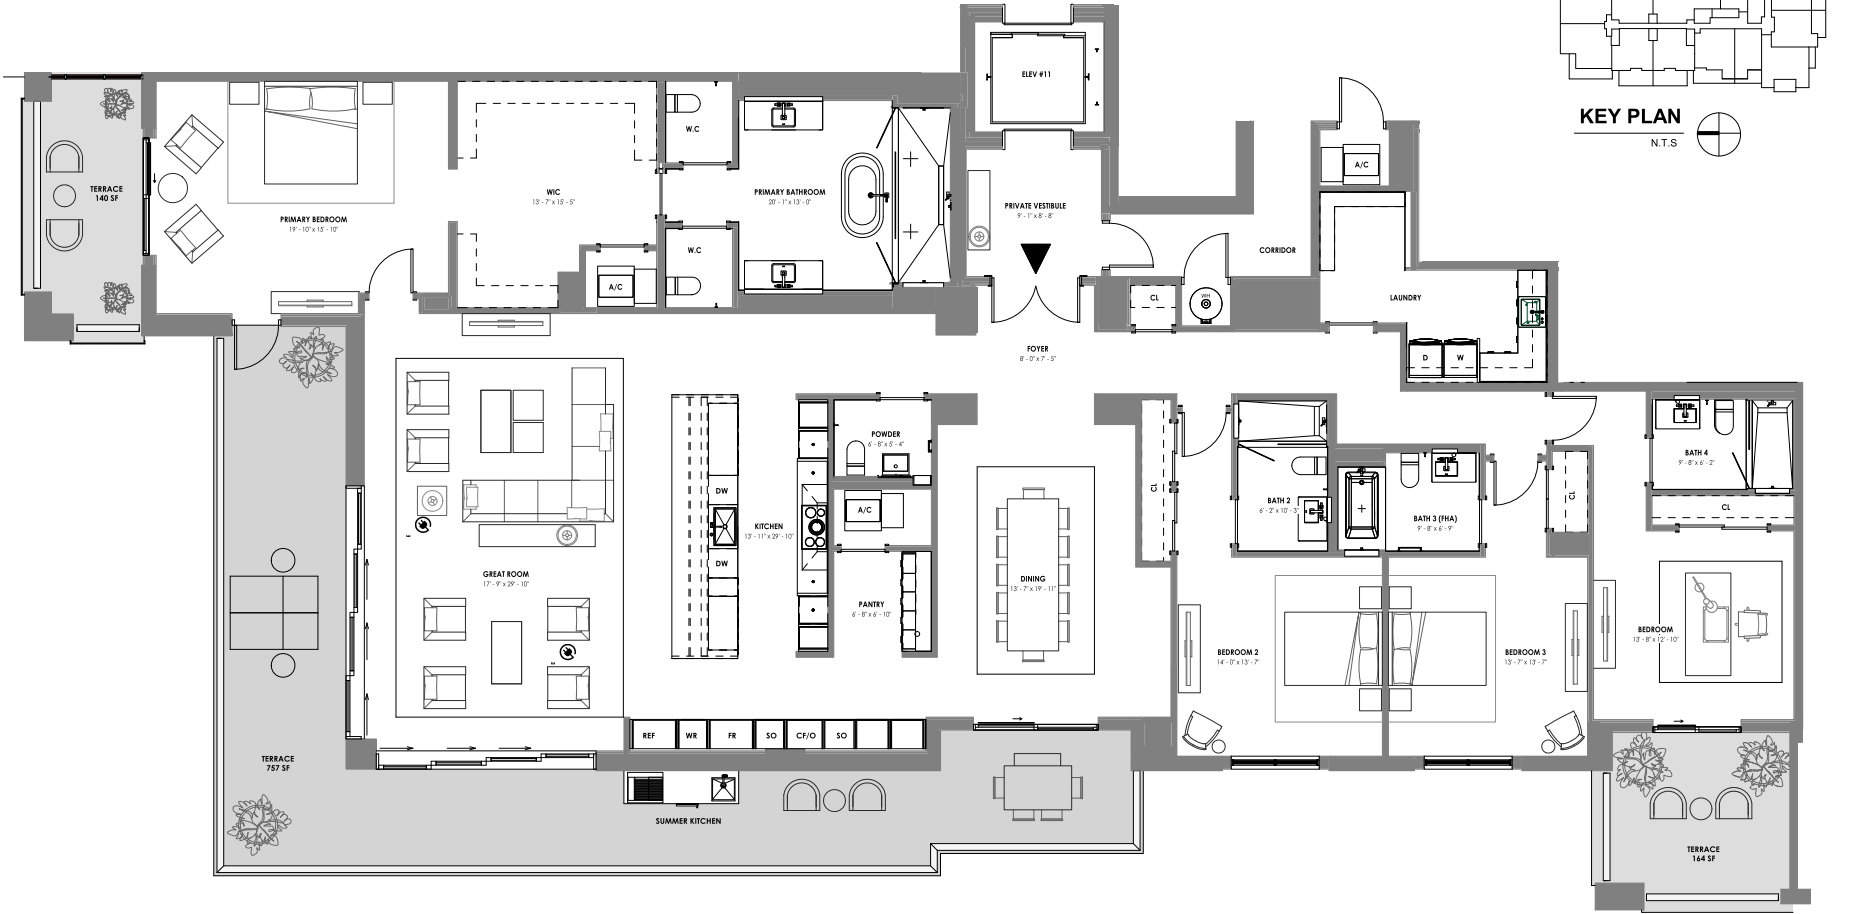 ELEV #11
KEY PLAN
N.T.S
W.C
A/C
TERRACE
140 SF
WIC
13' - 7" x 15' - 5"
PRIMARY BATHROOM
20' - 1" x 13' - 0"
PRIVATE VESTIBULE
9' - 1" x 8' - 8"
PRIMARY BEDROOM
19' - 10" x 15' - 10"
W.C
CORRIDOR
A/C
CL
WH
LAUNDRY
FOYER
8' - 0" x 7' - 5"
D
W
POWDER
6' - 8" x 5' - 4"
BATH 4
9' - 8" x 6' - 2"
DW
CL
CL
BATH 2
6' - 2" x 10' - 3"
CL
A/C
BATH 3 (FHA)
9' - 8" x 6' - 9"
KITCHEN
13' - 11" x 29' - 10"
DW
GREAT ROOM
17' - 9" x 29' - 10"
DINING
13' - 7" x 19' - 11"
PANTRY
6' - 8" x 6' - 10"
BEDROOM
13' - 8" x 12' - 10"
BEDROOM 2
14' - 0" x 13' - 7"
BEDROOM 3
13' - 7" x 13' - 7"
REF
WR
FR
SO
CF/O
SO
TERRACE
757 SF
SUMMER KITCHEN
TERRACE
164 SF